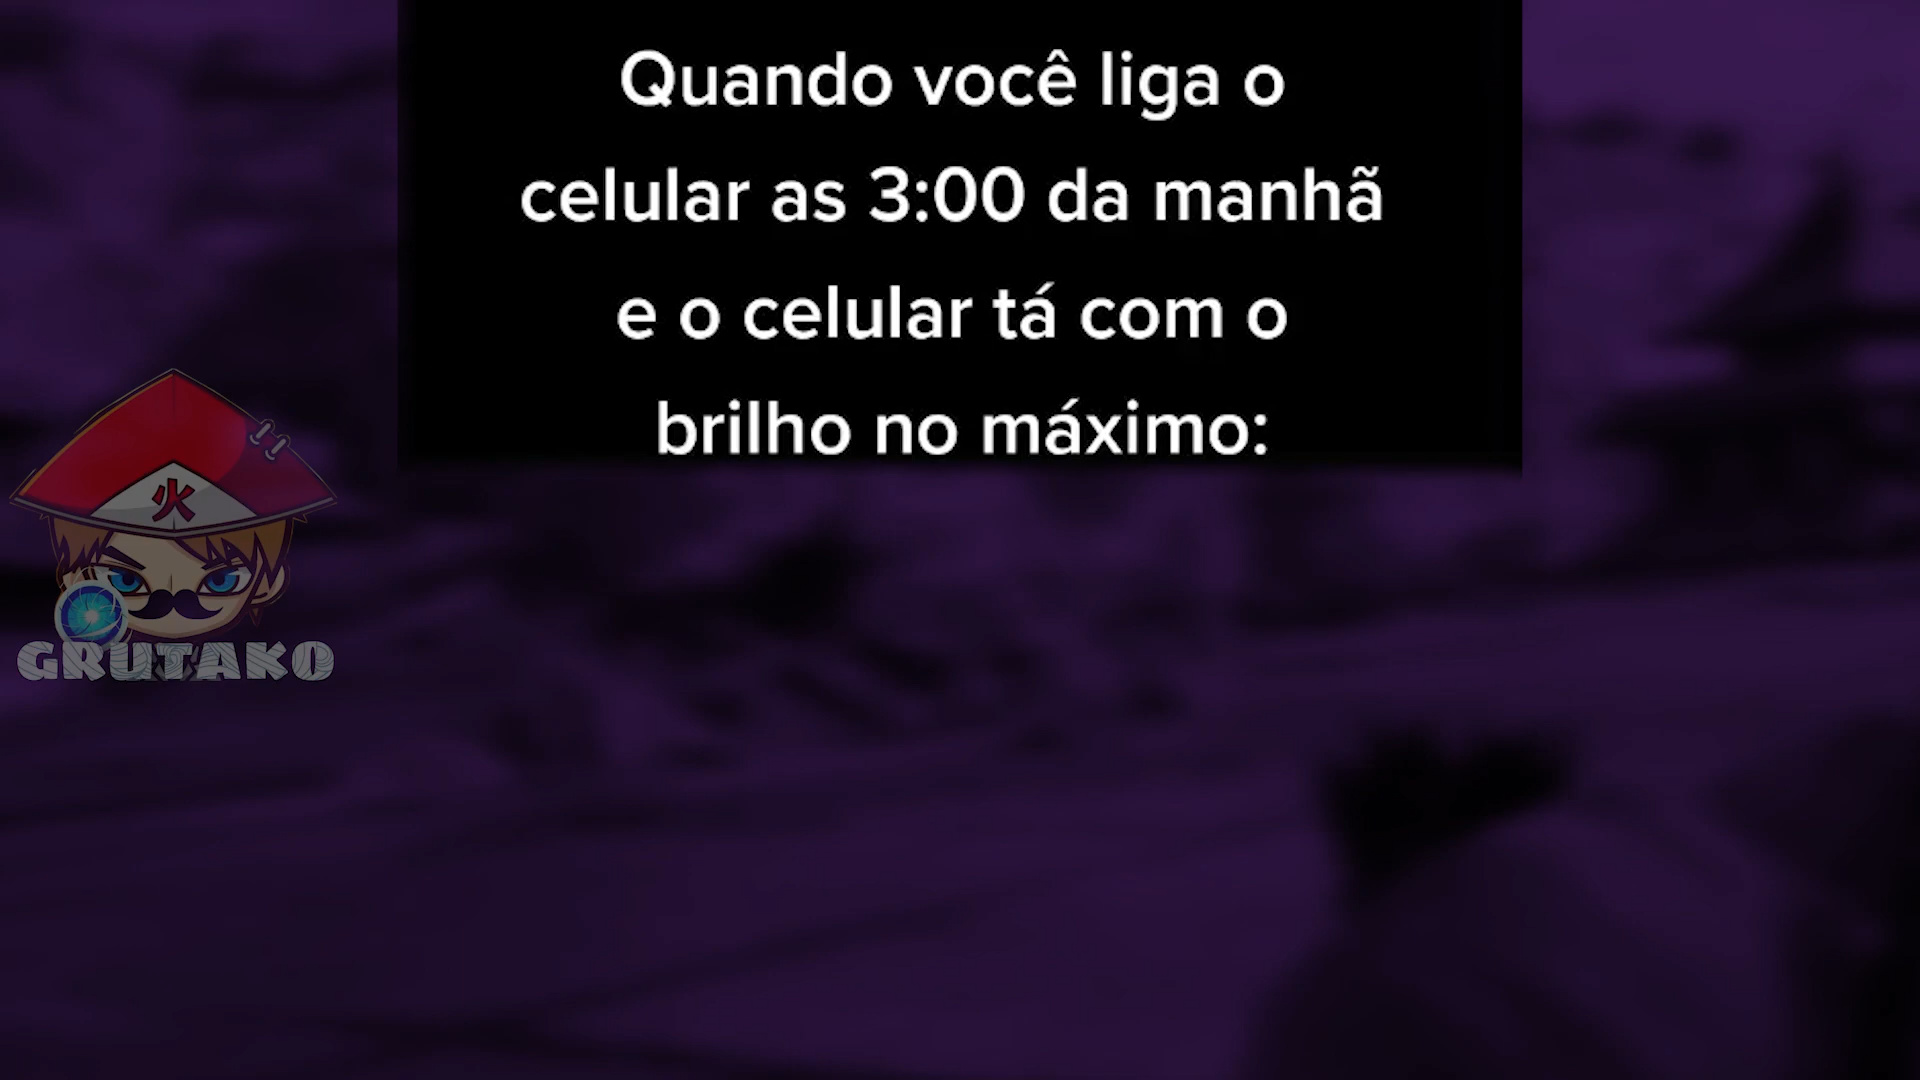 Quando você liga o
celular as 3:00 da manhã
e o celular tá com o
brilho no máximo:
火
GRUTAKO